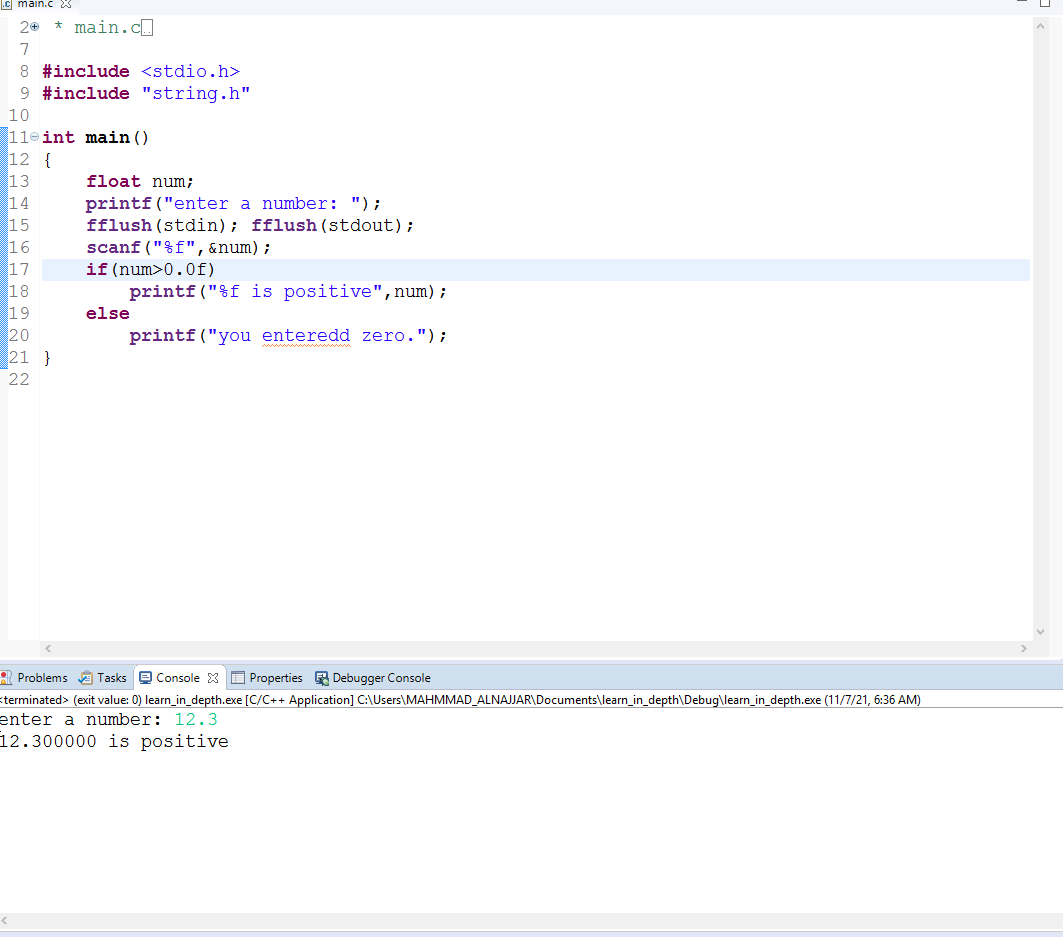 main.c
2 * main.c
7
8 #include <stdio.h>
9 #include "string.h"
10
11 int main()
12 {
13     float num;
14     printf("enter a number: ");
15     fflush(stdin); fflush(stdout);
16     scanf("%f",&num);
17     if(num>0.0f)
18         printf("%f is positive",num);
19     else
20         printf("you enteredd zero.");
21 }
22
Problems Tasks Console Properties Debugger Console
<terminated> (exit value: 0) learn_in_depth.exe [C/C++ Application] C:\Users\MAHMMAD_ALNAJJAR\Documents\learn_in_depth\Debug\learn_in_depth.exe (11/7/21, 6:36 AM)
enter a number: 12.3
12.300000 is positive